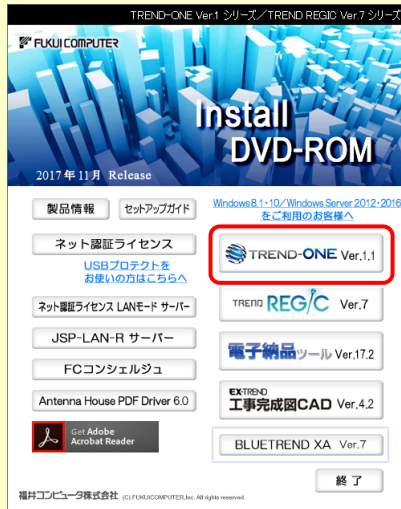 TREND-ONE Ver.1 シリーズ／TREND REGIC Ver.7 シリーズ
FUKUI COMPUTER
Install
DVD-ROM
2017年11月 Release
製品情報
セットアップガイド
Windows8.1・10／Windows Server 2012・2016
をご利用のお客様へ
ネット認証ライセンス
USBプロテクトを
お使いの方はこちらへ
ネット認証ライセンス LANモード サーバー
JSP-LAN-R サーバー
FCコンシェルジュ
Antenna House PDF Driver 6.0
Get Adobe
Acrobat Reader
TREND-ONE Ver.1.1
TREND REGIC Ver.7
電子納品ツール Ver.17.2
EX-TREND
工事完成図CAD Ver.4.2
BLUETREND XA Ver.7
終了
福井コンピュータ株式会社 (C) FUKUICOMPUTER,Inc. All rights reserved.